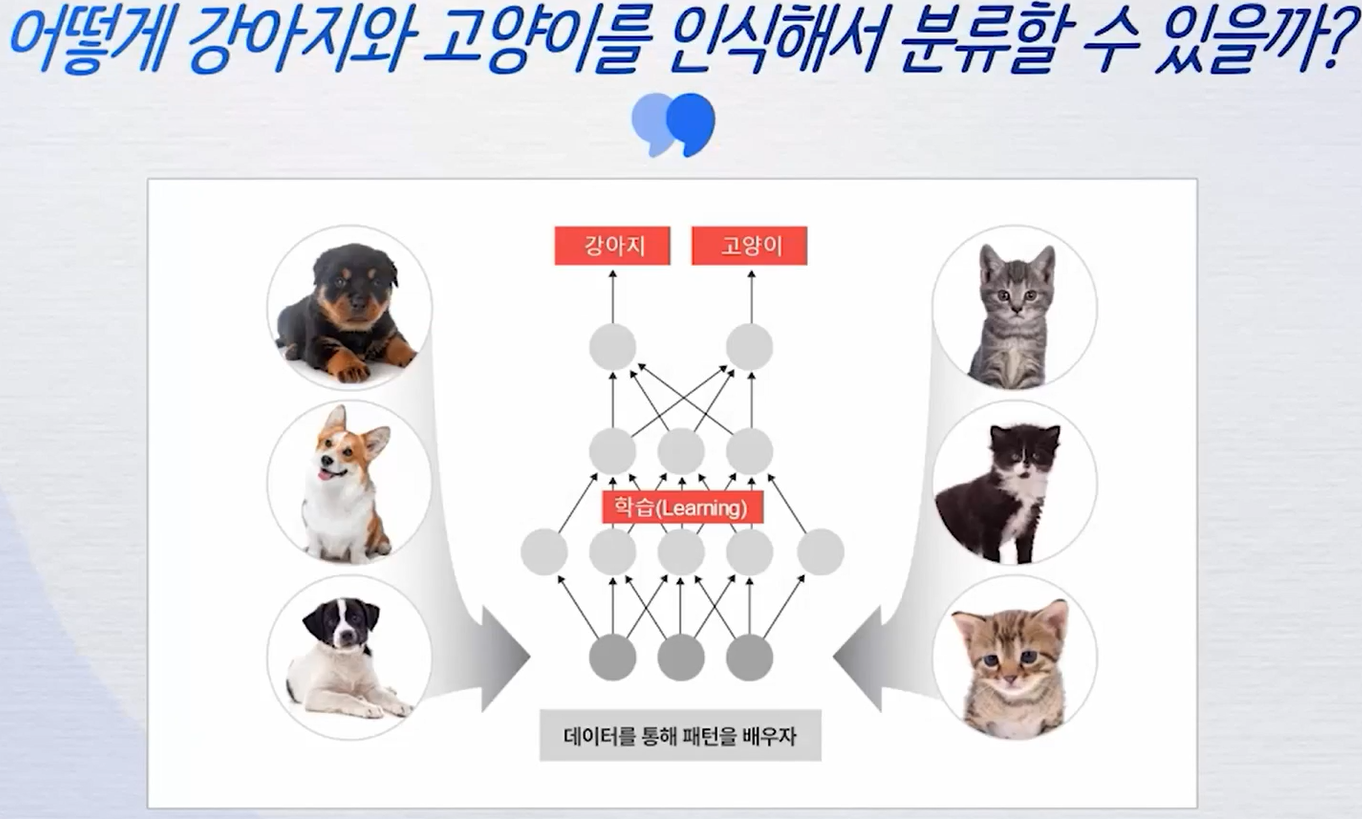 어떻게 강아지와 고양이를 인식해서 분류할 수 있을까?
강아지
고양이
학습(Learning)
데이터를 통해 패턴을 배우자